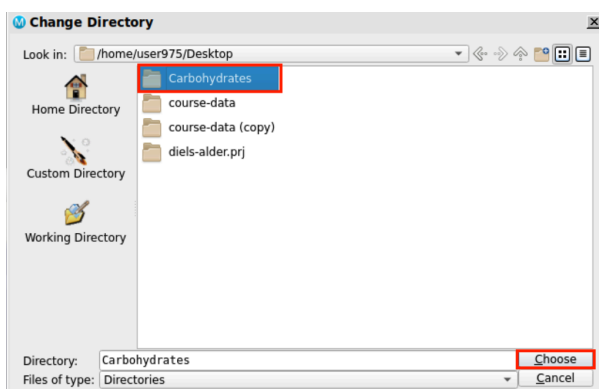 Change Directory
Look in: /home/user975/Desktop
Carbohydrates
course-data
course-data (copy)
diels-alder.prj
Home Directory
Custom Directory
Working Directory
Directory: Carbohydrates Choose
Files of type: Directories Cancel